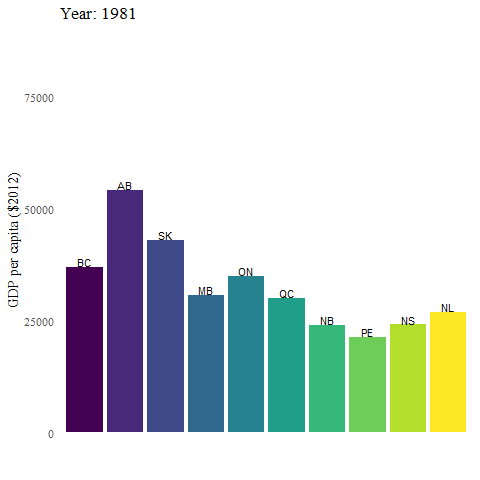 Year: 1981
75000
50000
25000
0
GDP per capita ($2012)
BC
AB
SK
MB
ON
QC
NB
PE
NS
NL